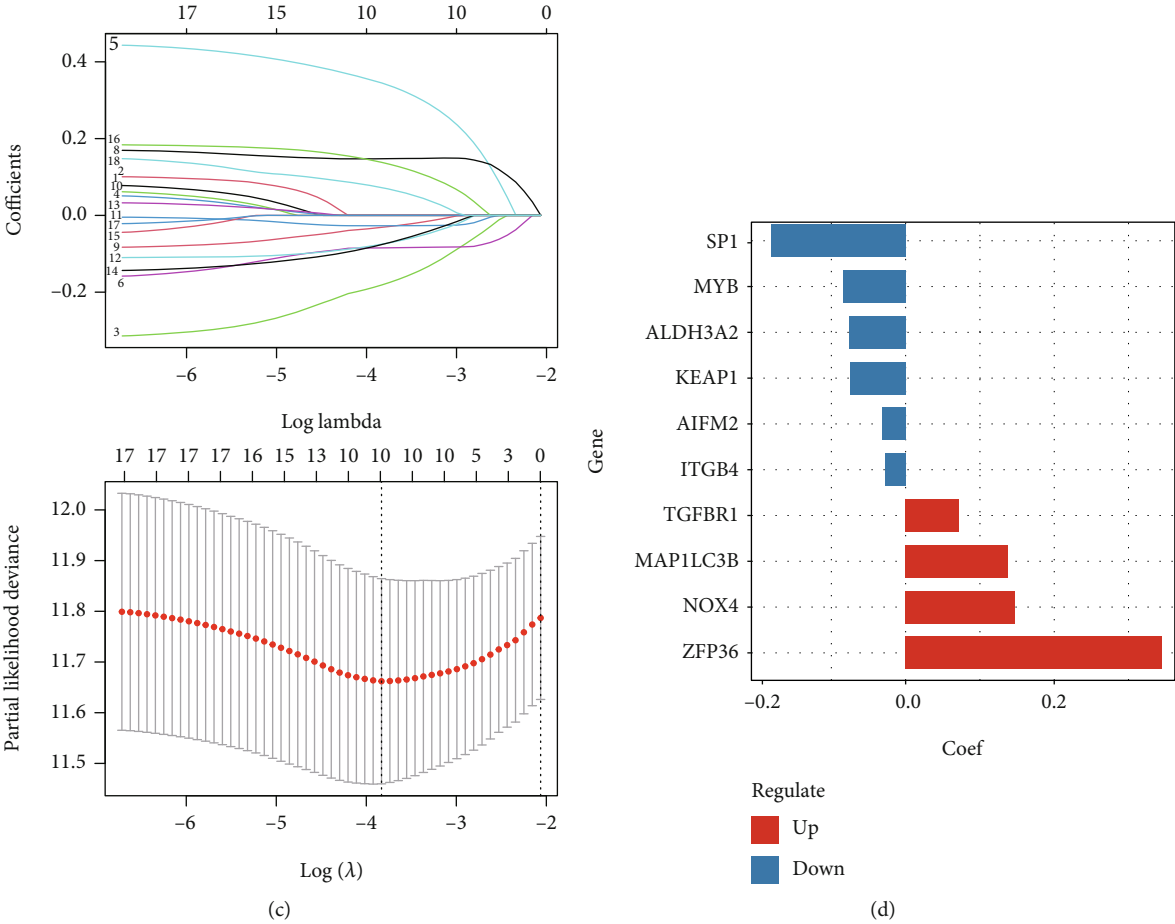 17 15 10 10 0
Cofficients
0.4
0.2
0.0
–0.2
5
16
8
18
2
1
10
4
13
11
17
15
9
12
14
6
3
–6 –5 –4 –3 –2
Log lambda
17 17 17 17 16 15 13 10 10 10 10 5 3 0
Partial likelihood deviance
12.0
11.9
11.8
11.7
11.6
11.5
–6 –5 –4 –3 –2
Log (λ)
(c)
Gene
SP1
MYB
ALDH3A2
KEAP1
AIFM2
ITGB4
TGFBR1
MAP1LC3B
NOX4
ZFP36
–0.2 0.0 0.2
Coef
Regulate
Up
Down
(d)